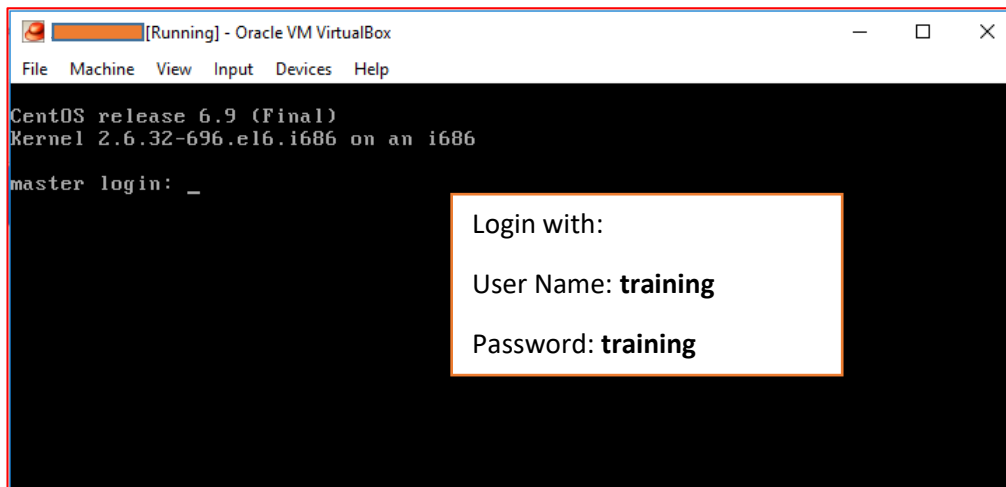 [Running] - Oracle VM VirtualBox
File Machine View Input Devices Help
CentOS release 6.9 (Final)
Kernel 2.6.32-696.el6.i686 on an i686
master login: _
Login with:
User Name: training
Password: training